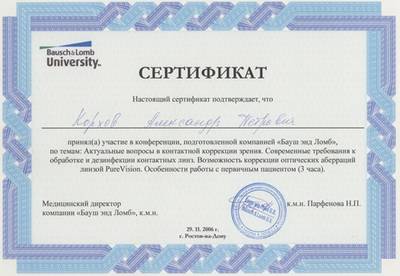 Bausch & Lomb
University.
СЕРТИФИКАТ
Настоящий сертификат подтверждает, что
Александр Петрович
принял(а) участие в конференции, подготовленной компанией «Бауш энд Ломб»,
по темам: Актуальные вопросы в контактной коррекции зрения. Современные требования к
обработке и дезинфекции контактных линз. Возможность коррекции оптических аберраций
линзой PureVision. Особенности работы с первичным пациентом (3 часа).
Медицинский директор
компании «Бауш энд Ломб», к.м.н.
к.м.н. Парфенова Н.П.
29. 11. 2006 г.
г. Ростов-на-Дону